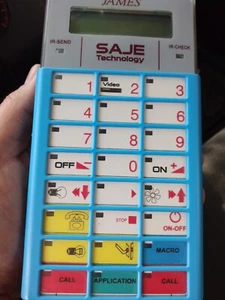 JAMES
IR-SEND
SAJE
Technology
IR-CHECK
1
Video
2
3
4
5
6
7
8
9
OFF
0
ON
STOP
ON-OFF
MACRO
CALL
APPLICATION
CALL